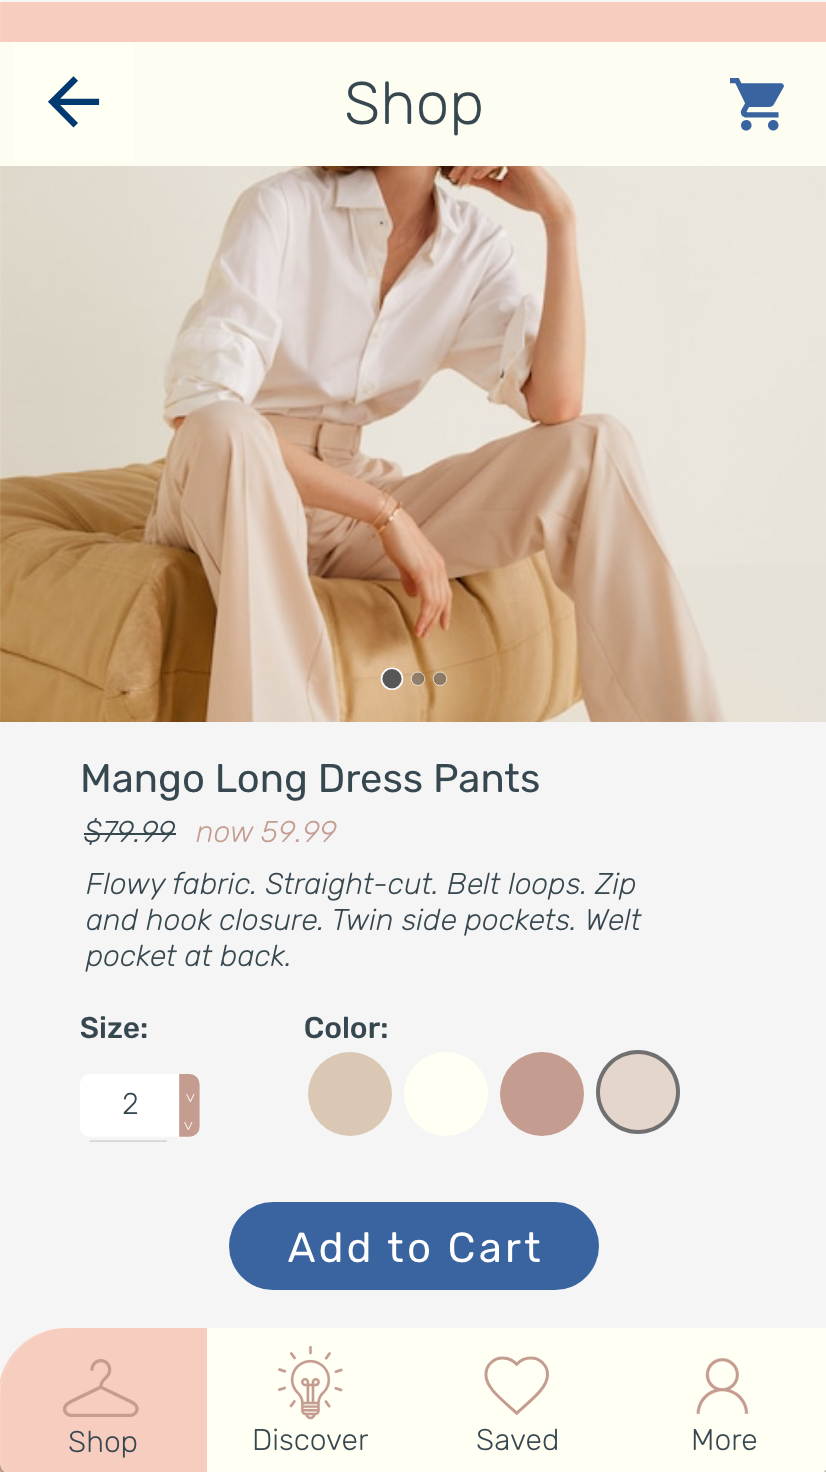 Shop
Mango Long Dress Pants
$79.99 now 59.99
Flowy fabric. Straight-cut. Belt loops. Zip
and hook closure. Twin side pockets. Welt
pocket at back.
Size: Color:
2
Add to Cart
Shop Discover Saved More